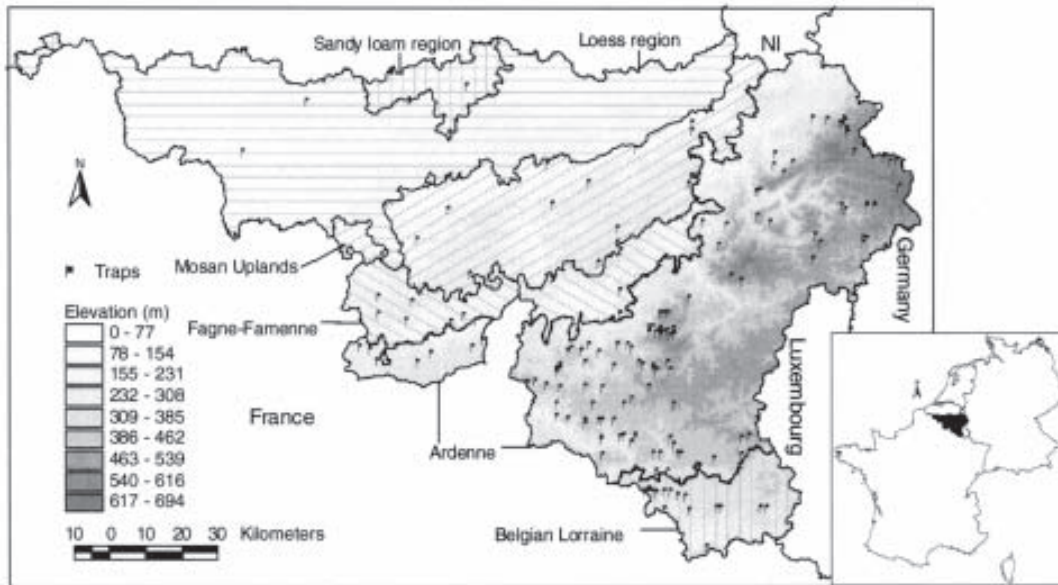 Sandy loam region
Loess region
NI
N
Mosan Uplands
Traps
Elevation (m)
0 - 77
78 - 154
155 - 231
232 - 308
309 - 385
386 - 462
463 - 539
540 - 616
617 - 694
Fagne-Famenne
France
Ardenne
Germany
Luxembourg
Belgian Lorraine
10 0 10 20 30 Kilometers